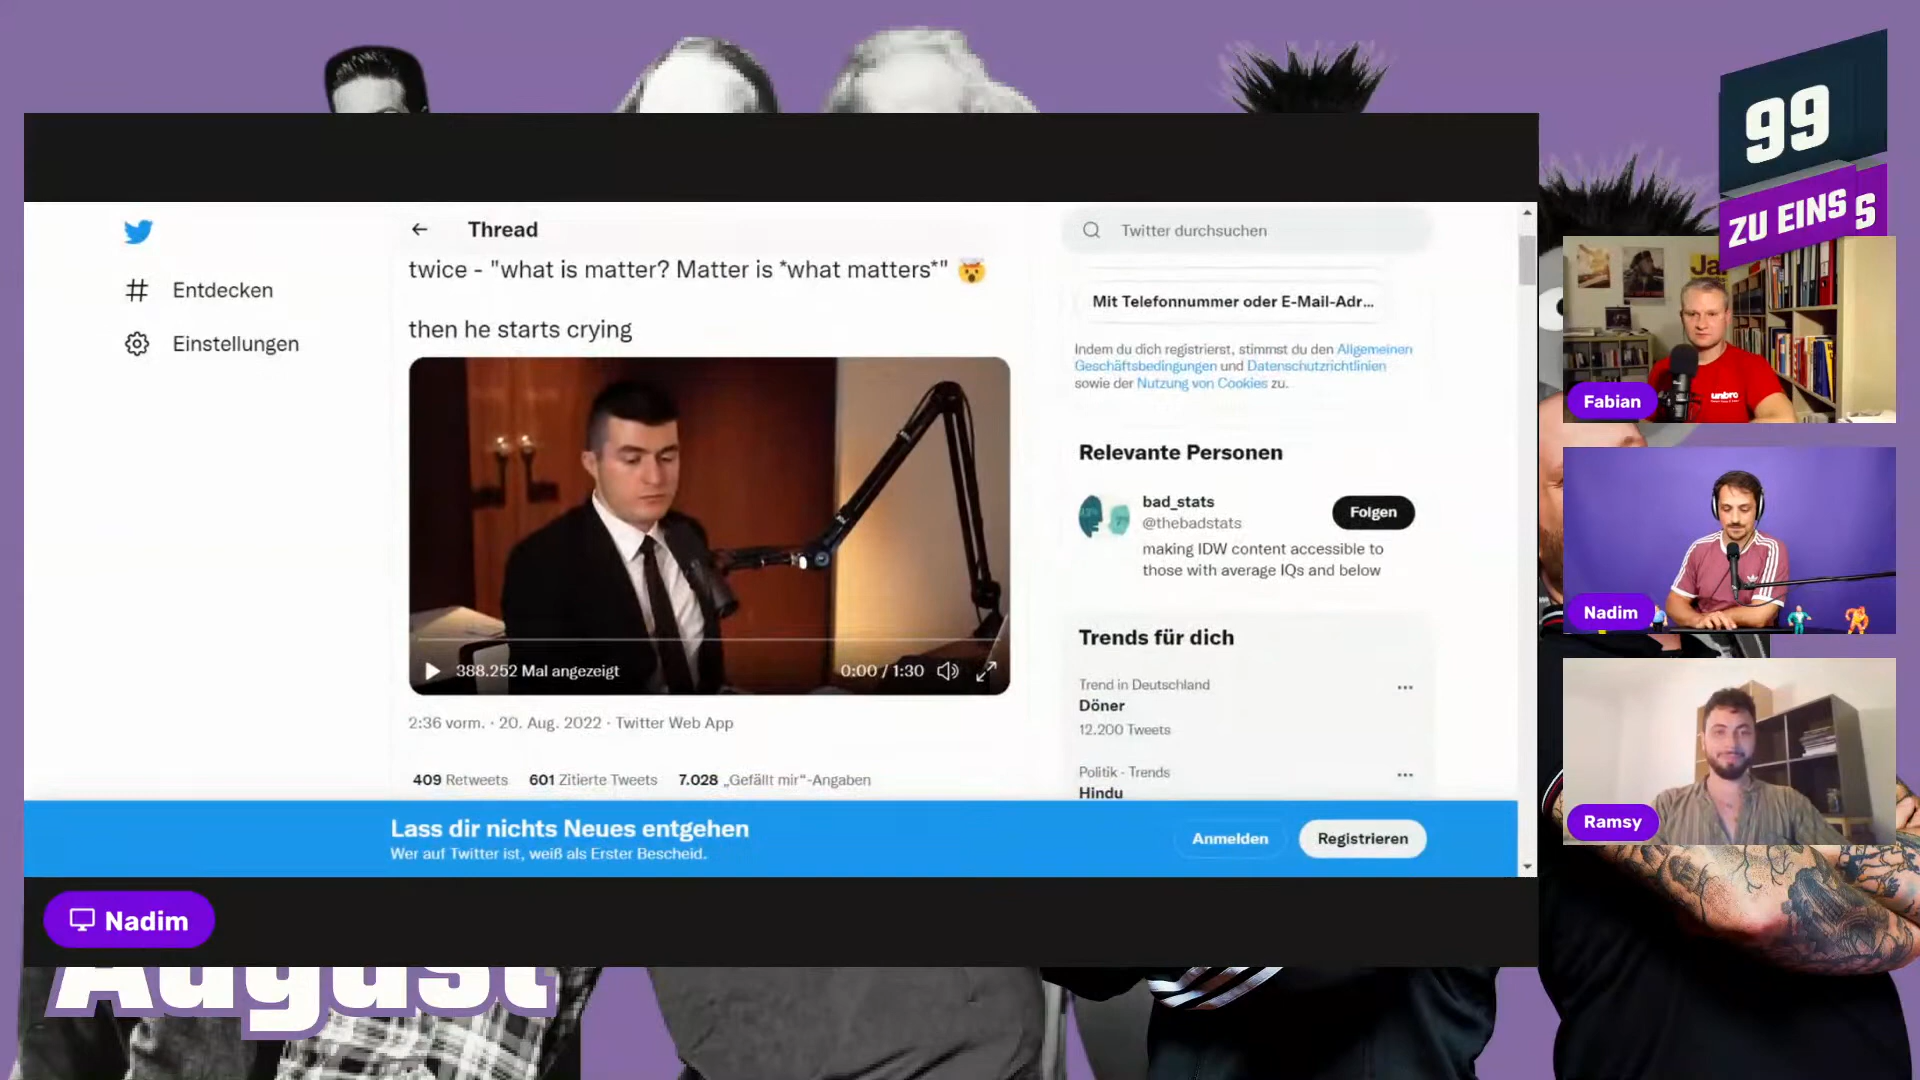 99
ZU EINS
S
Thread
Twitter durchsuchen
Entdecken
Einstellungen
twice - "what is matter? Matter is *what matters*" 🤯
then he starts crying
388.252 Mal angezeigt
0:00 / 1:30
2:36 vorm. · 20. Aug. 2022 · Twitter Web App
409 Retweets 601 Zitierte Tweets 7.028 „Gefällt mir“-Angaben
Mit Telefonnummer oder E-Mail-Adr...
Indem du dich registrierst, stimmst du den Allgemeinen
Geschäftsbedingungen und Datenschutzrichtlinien
sowie der Nutzung von Cookies zu.
Relevante Personen
bad_stats
@thebadstats
Folgen
making IDW content accessible to
those with average IQs and below
Trends für dich
Trend in Deutschland
Döner
12.200 Tweets
Politik - Trends
Hindu
Lass dir nichts Neues entgehen
Wer auf Twitter ist, weiß als Erster Bescheid.
Anmelden
Registrieren
Nadim
August
Ja
unbro
Fabian
Nadim
Ramsy